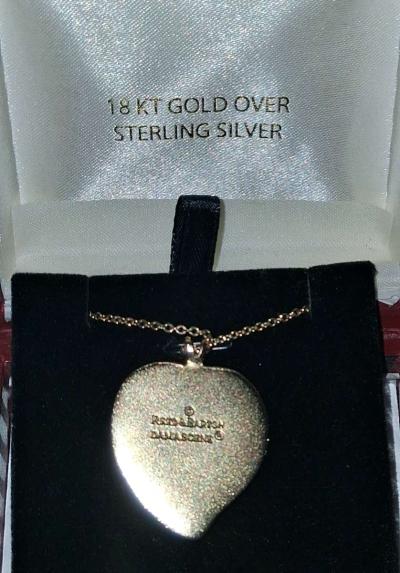 18 KT GOLD OVER
STERLING SILVER
©
REED & BARTON
DAMASCENE ®